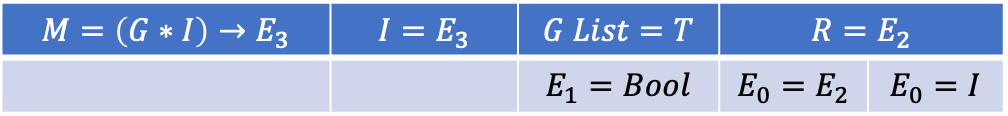 M = (G * I) → E₃ I = E₃ G List = T R = E₂
E₁ = Bool E₀ = E₂ E₀ = I